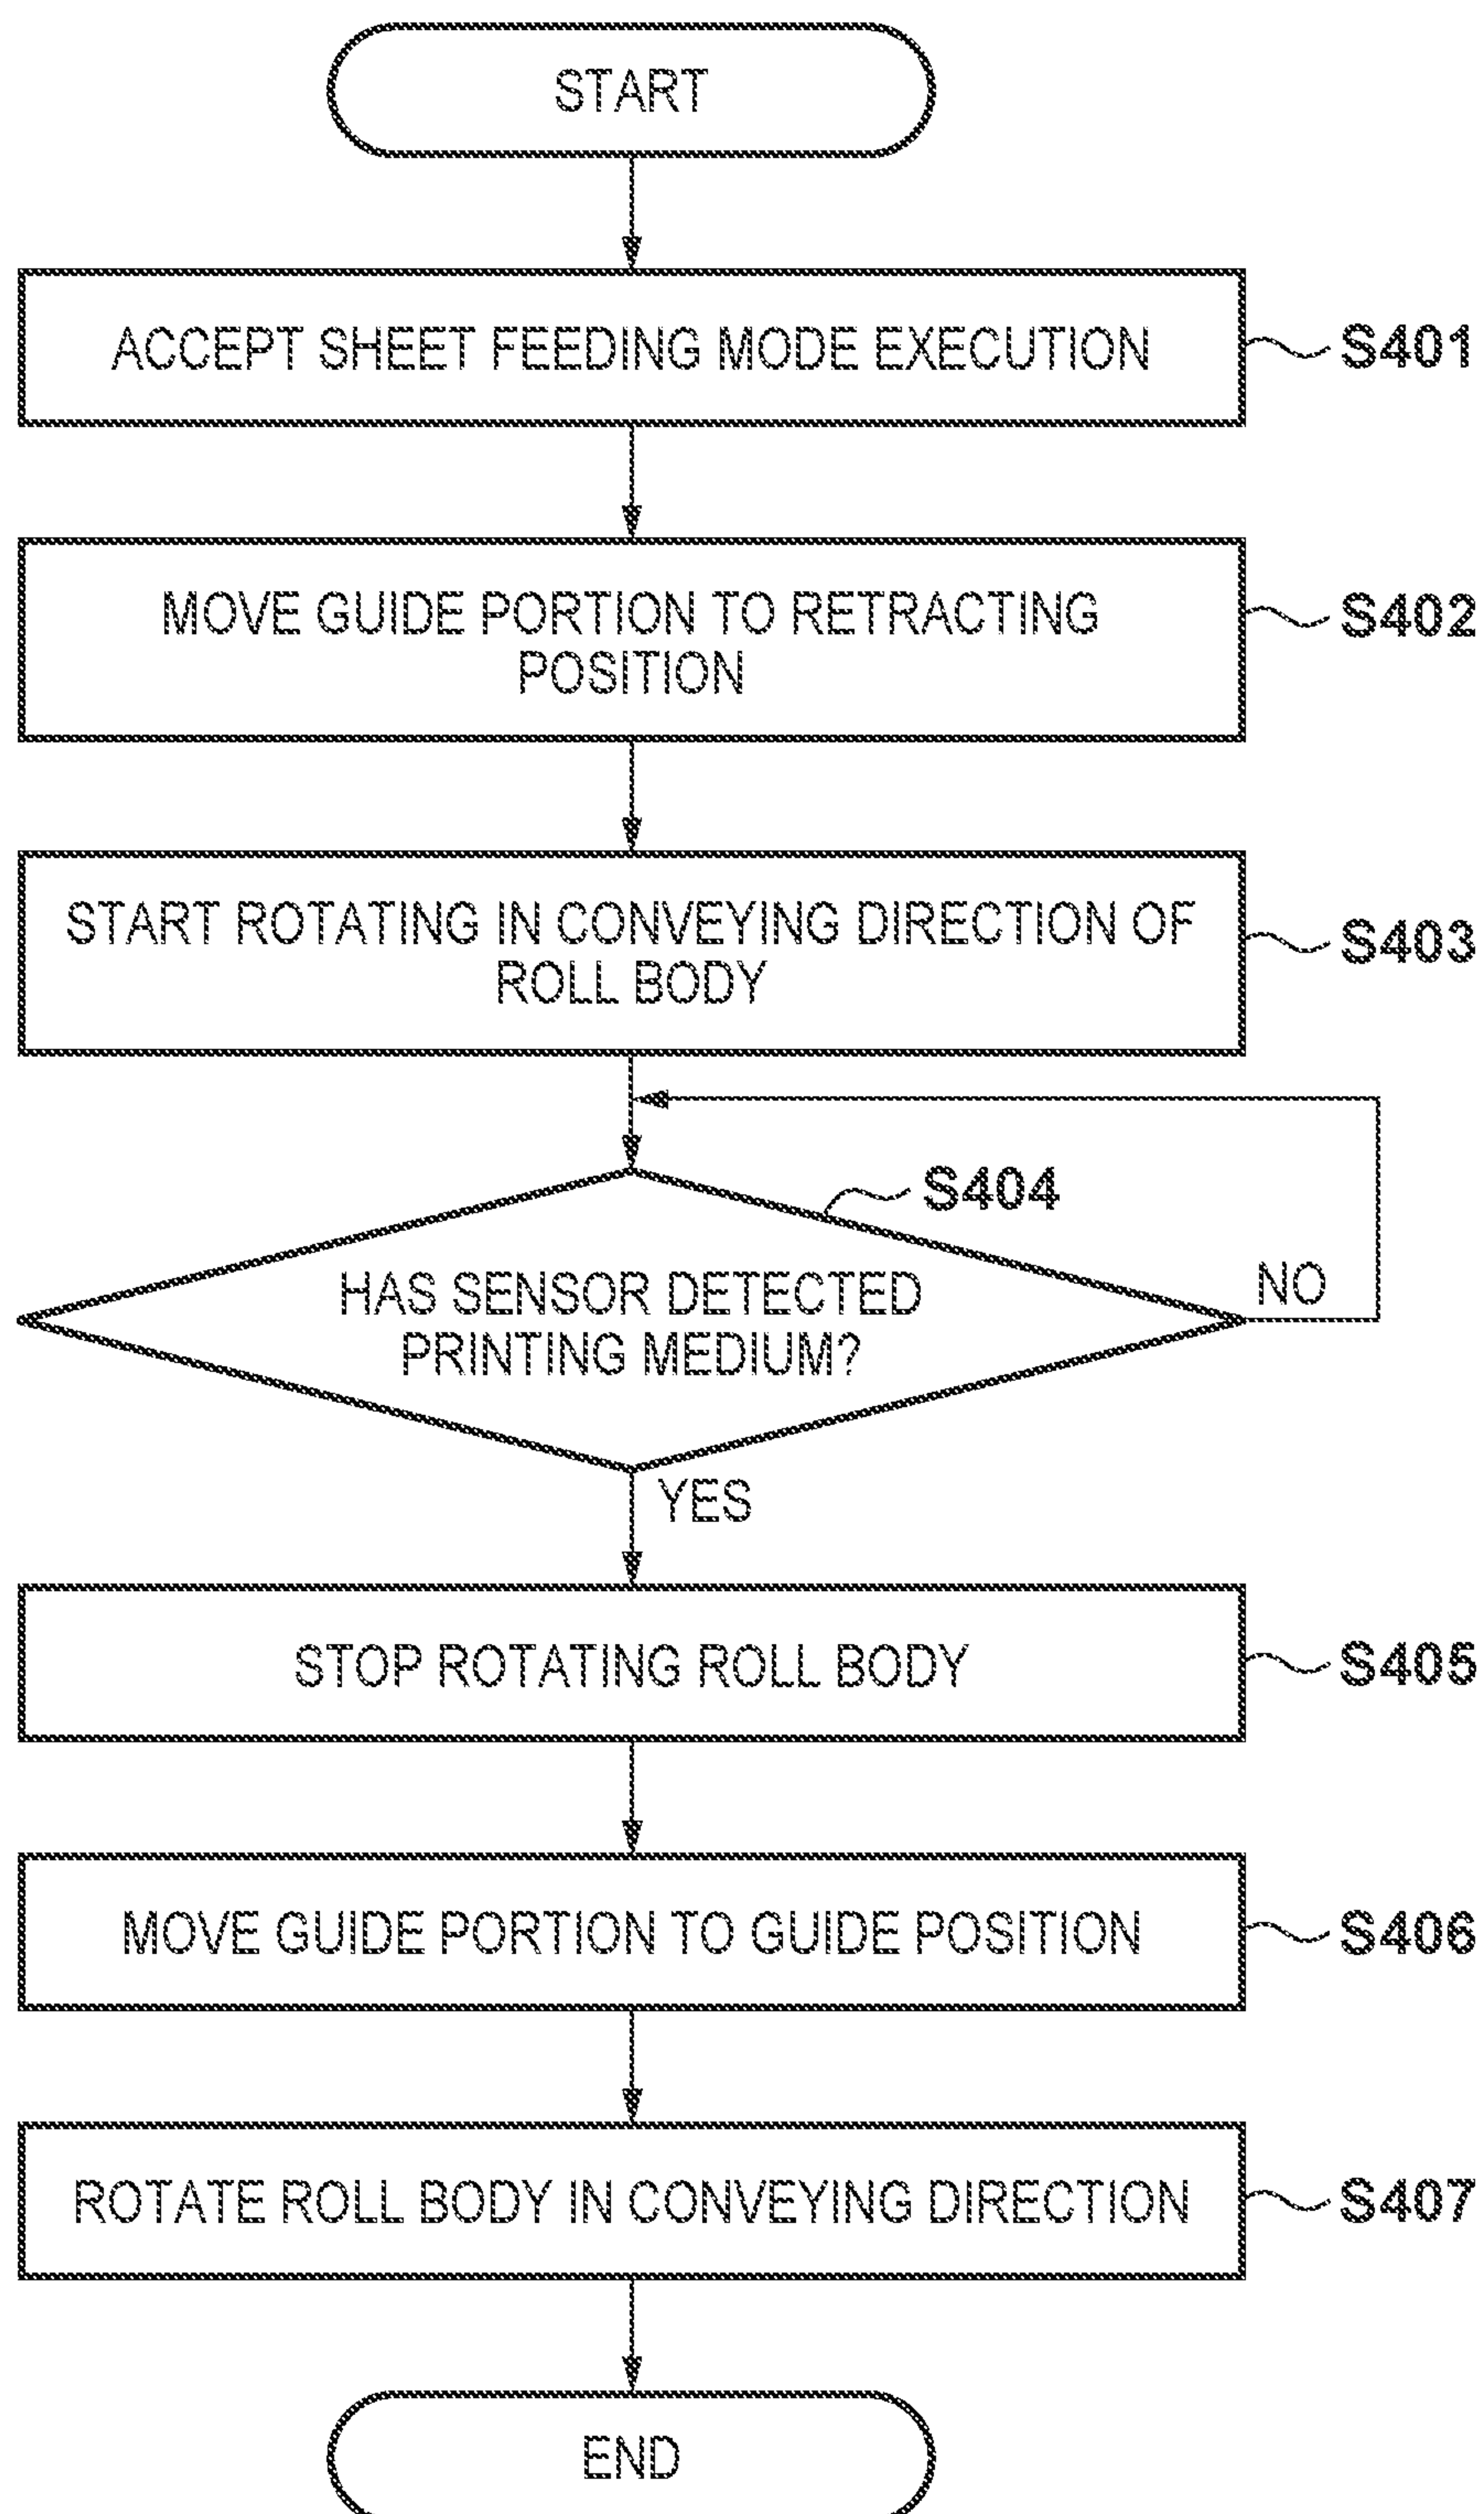 START
ACCEPT SHEET FEEDING MODE EXECUTION
S401
MOVE GUIDE PORTION TO RETRACTING
POSITION
S402
START ROTATING IN CONVEYING DIRECTION OF
ROLL BODY
S403
S404
HAS SENSOR DETECTED
PRINTING MEDIUM?
NO
YES
STOP ROTATING ROLL BODY
S405
MOVE GUIDE PORTION TO GUIDE POSITION
S406
ROTATE ROLL BODY IN CONVEYING DIRECTION
S407
END